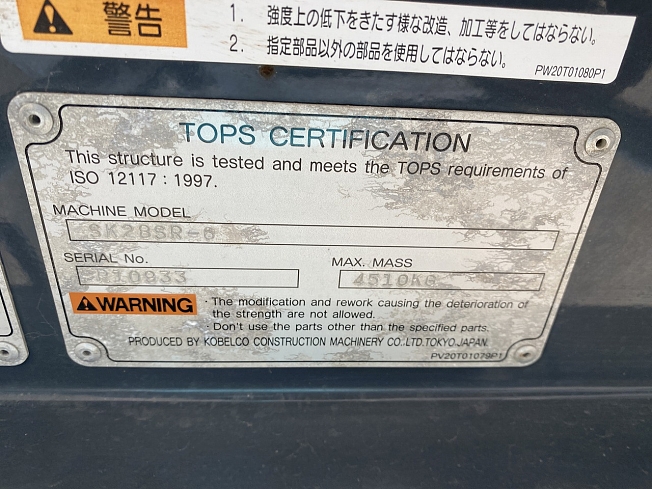 警告
1. 強度上の低下をきたす様な改造、加工等をしてはならない。
2. 指定部品以外の部品を使用してはならない。
PW20T01080P1
TOPS CERTIFICATION
This structure is tested and meets the TOPS requirements of
ISO 12117 : 1997.
MACHINE MODEL
SK28SR-6
SERIAL No.
MAX. MASS
4510KG
WARNING
· The modification and rework causing the deterioration of
the strength are not allowed.
· Don't use the parts other than the specified parts.
PRODUCED BY KOBELCO CONSTRUCTION MACHINERY CO.,LTD.TOKYO.JAPAN.
PV20T01079P1